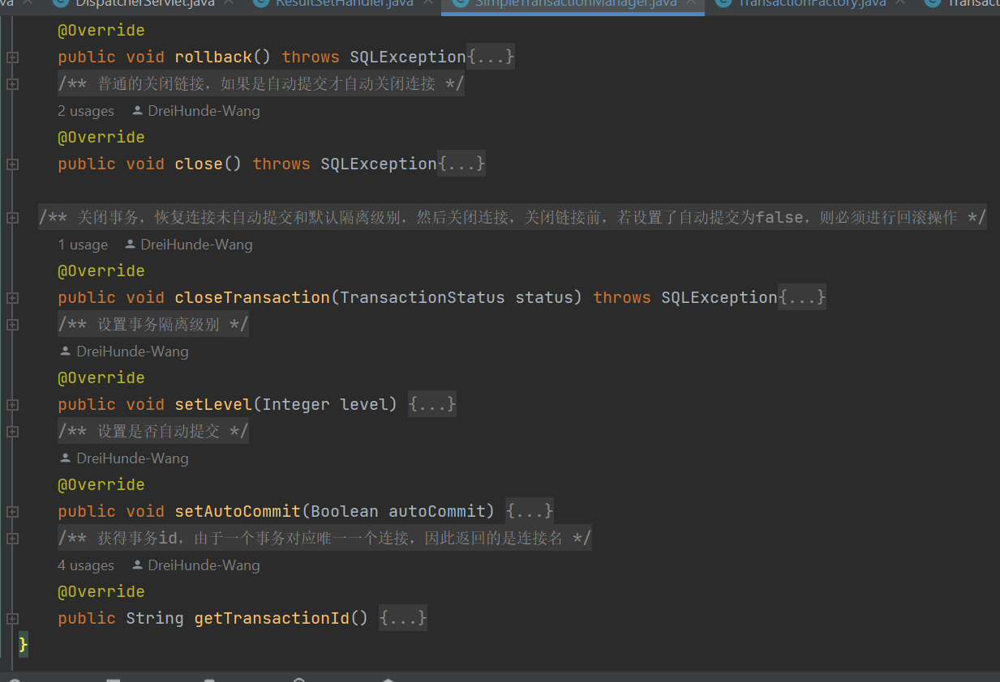 va DispatcherServlet.java ResultSetHandler.java SimpleTransactionManager.java TransactionFactory.java Transact
@Override
public void rollback() throws SQLException{...}
/** 普通的关闭链接，如果是自动提交才自动关闭连接 */
2 usages DreiHunde-Wang
@Override
public void close() throws SQLException{...}
/** 关闭事务，恢复连接未自动提交和默认隔离级别，然后关闭连接，关闭链接前，若设置了自动提交为false，则必须进行回滚操作 */
1 usage DreiHunde-Wang
@Override
public void closeTransaction(TransactionStatus status) throws SQLException{...}
/** 设置事务隔离级别 */
DreiHunde-Wang
@Override
public void setLevel(Integer level) {...}
/** 设置是否自动提交 */
DreiHunde-Wang
@Override
public void setAutoCommit(Boolean autoCommit) {...}
/** 获得事务id，由于一个事务对应唯一一个连接，因此返回的是连接名 */
4 usages DreiHunde-Wang
@Override
public String getTransactionId() {...}
}